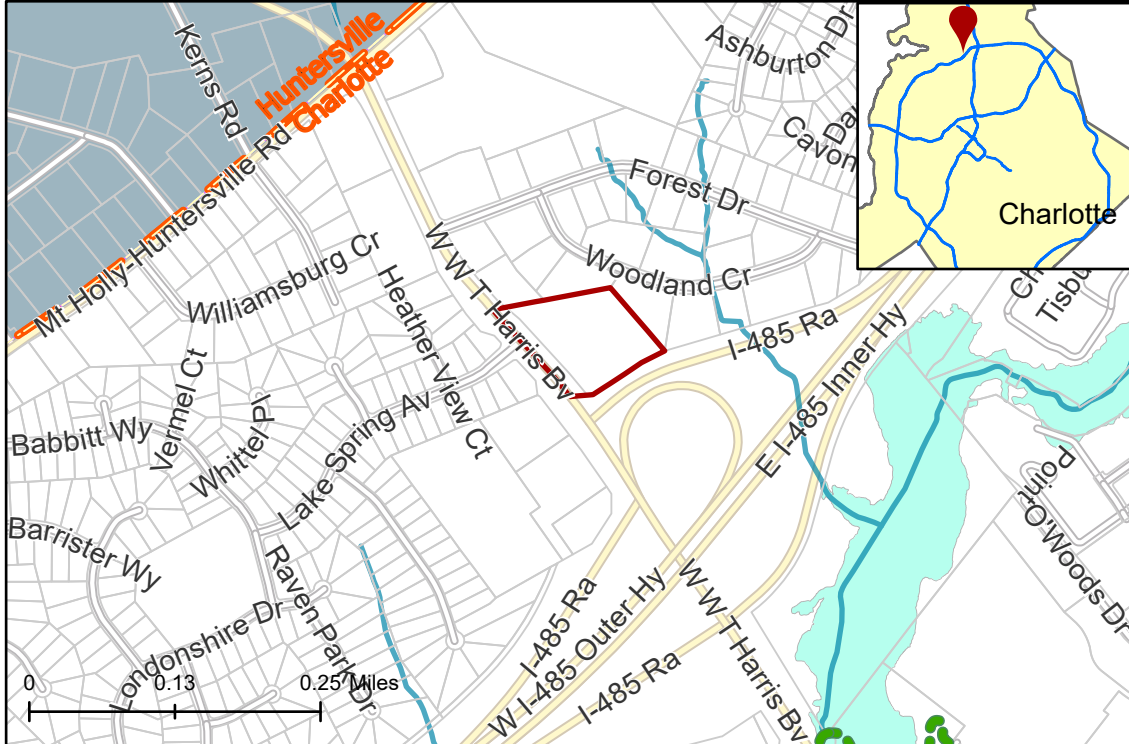 Ashburton Dr
Kerns Rd
Huntersville
Charlotte
Cavon
Forest Dr
Charlotte
Mt Holly-Huntersville Rd
Williamsburg Cr
Woodland Cr
W W T Harris Bv
Heather View Ct
Tisbu
I-485 Ra
E I-485 Inner Hy
Vermel Ct
Babbitt Wy
Whittel Pl
Lake Spring Av
Point
O'Woods Dr
Barrister Wy
Raven Park Dr
Londonshire Dr
I-485 Ra
W I-485 Outer Hy
I-485 Ra
W W T Harris Bv
0
0.13
0.25 Miles